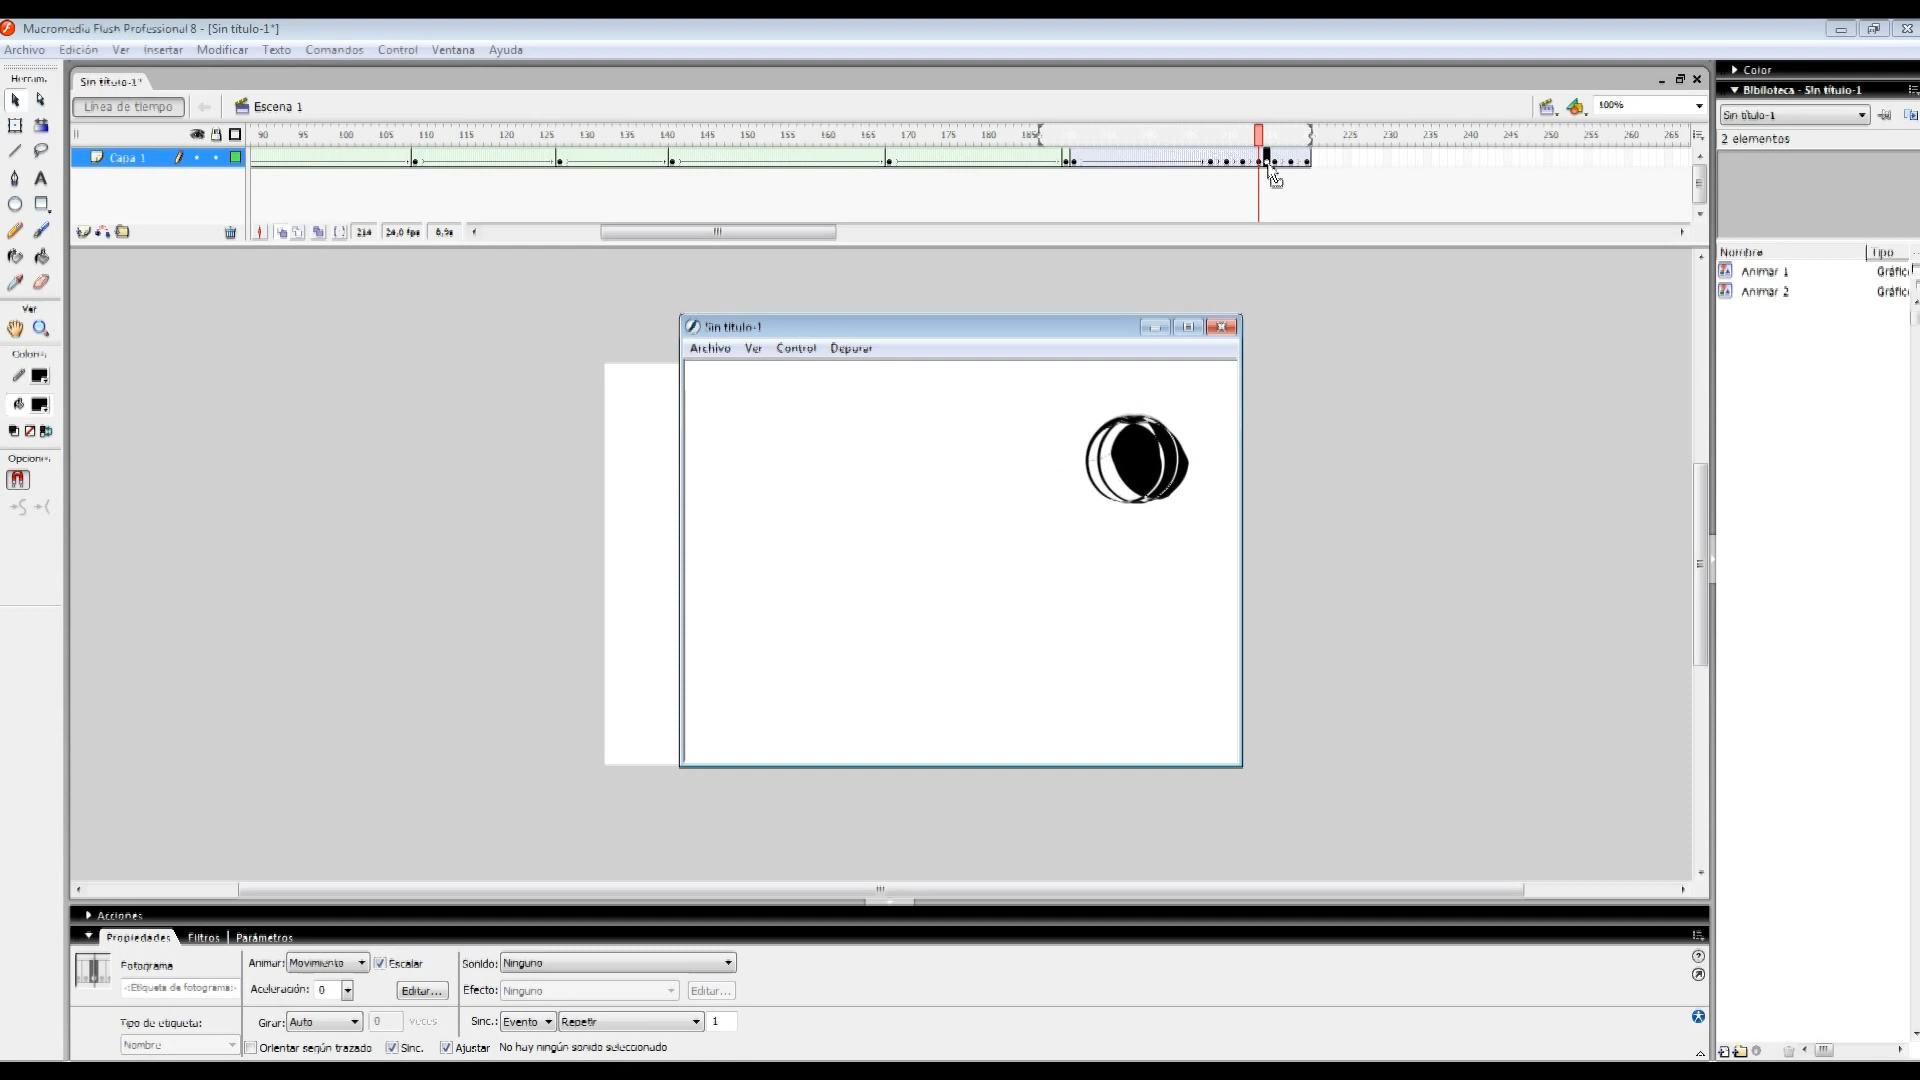 Macromedia Flash Professional 8 - [Sin título-1*]
Archivo Edición Ver Insertar Modificar Texto Comandos Control Ventana Ayuda
Herram.
Sin título-1*
Línea de tiempo
Escena 1
100%
90 95 100 105 110 115 120 125 130 135 140 145 150 155 160 165 170 175 180 185 225 230 235 240 245 250 255 260 265
Capa 1
214 24,0 fps 8,9s
Ver
Colores
Opciones
Color
Biblioteca - Sin título-1
Sin título-1
2 elementos
Nombre Tipo
Animar 1 Gráfic
Animar 2 Gráfic
Sin título-1
Archivo Ver Control Depurar
Acciones
Propiedades Filtros Parámetros
Fotograma
<Etiqueta de fotograma>
Tipo de etiqueta:
Nombre
Animar: Movimiento Escalar
Aceleración: 0 Editar...
Girar: Auto 0 veces
Orientar según trazado Sinc. Ajustar
Sonido: Ninguno
Efecto: Ninguno Editar...
Sinc.: Evento Repetir 1
No hay ningún sonido seleccionado